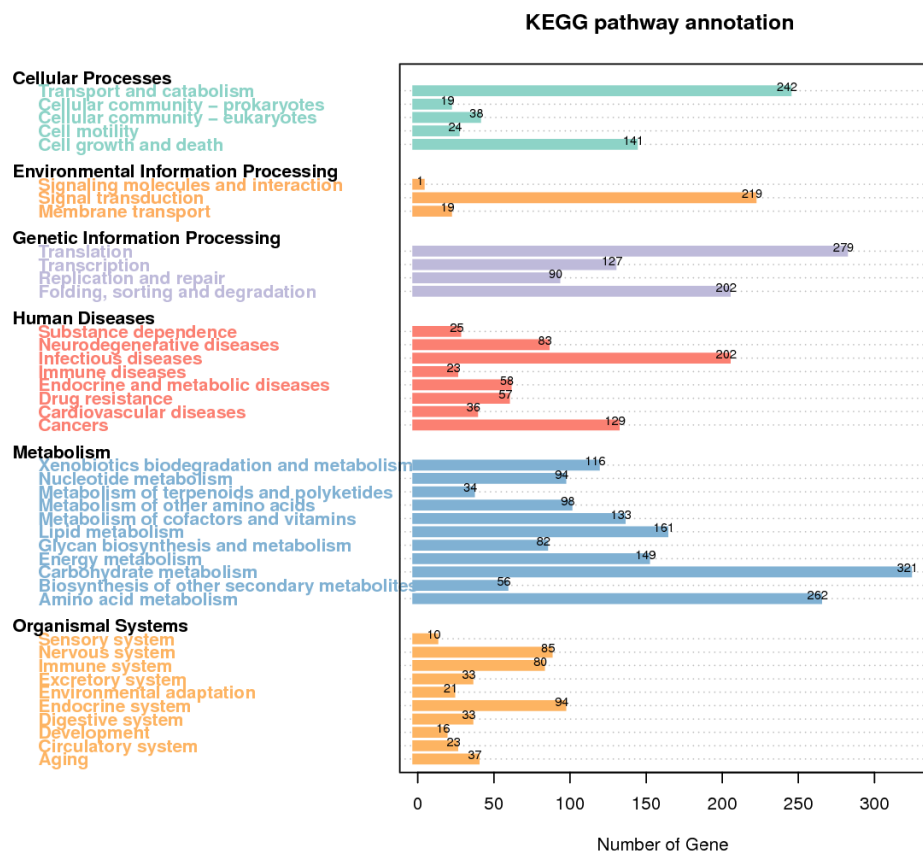 KEGG pathway annotation
Cellular Processes
Transport and catabolism 242
Cellular community − prokaryotes 19
Cellular community − eukaryotes 38
Cell motility 24
Cell growth and death 141
Environmental Information Processing
Signaling molecules and interaction 1
Signal transduction 219
Membrane transport 19
Genetic Information Processing
Translation 279
Transcription 127
Replication and repair 90
Folding, sorting and degradation 202
Human Diseases
Substance dependence 25
Neurodegenerative diseases 83
Infectious diseases 202
Immune diseases 23
Endocrine and metabolic diseases 58
Drug resistance 57
Cardiovascular diseases 36
Cancers 129
Metabolism
Xenobiotics biodegradation and metabolism 116
Nucleotide metabolism 94
Metabolism of terpenoids and polyketides 34
Metabolism of other amino acids 98
Metabolism of cofactors and vitamins 133
Lipid metabolism 161
Glycan biosynthesis and metabolism 82
Energy metabolism 149
Carbohydrate metabolism 321
Biosynthesis of other secondary metabolites 56
Amino acid metabolism 262
Organismal Systems
Sensory system 10
Nervous system 85
Immune system 80
Excretory system 33
Environmental adaptation 21
Endocrine system 94
Digestive system 33
Development 16
Circulatory system 23
Aging 37
0 50 100 150 200 250 300
Number of Gene